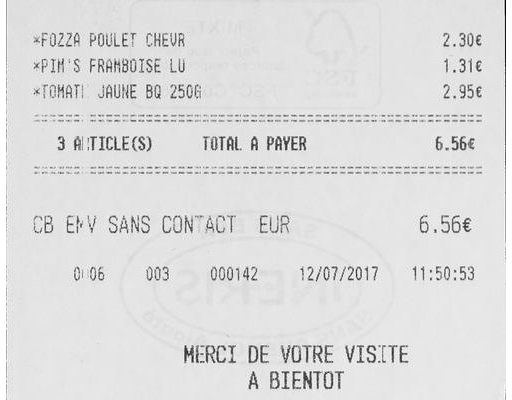 *FOZZA POULET CHEVR 2.30€
*PIM'S FRAMBOISE LU 1.31€
*TOMATE JAUNE BQ 250G 2.95€
3 ARTICLE(S) TOTAL A PAYER 6.56€
CB EMV SANS CONTACT EUR 6.56€
0006 003 000142 12/07/2017 11:50:53
MERCI DE VOTRE VISITE
A BIENTOT